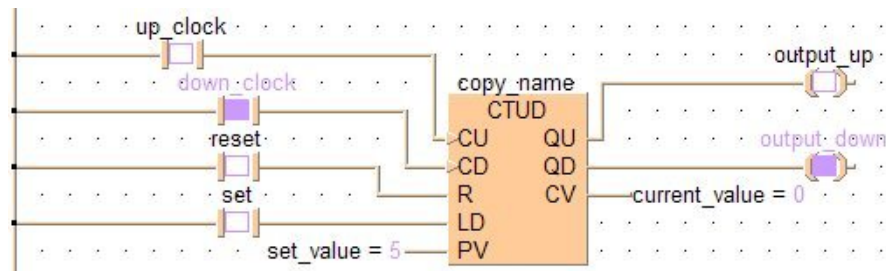 up_clock
output_up
down_clock
copy_name
CTUD
reset
CU QU
output_down
CD QD
set
R CV current_value = 0
LD
set_value = 5 PV